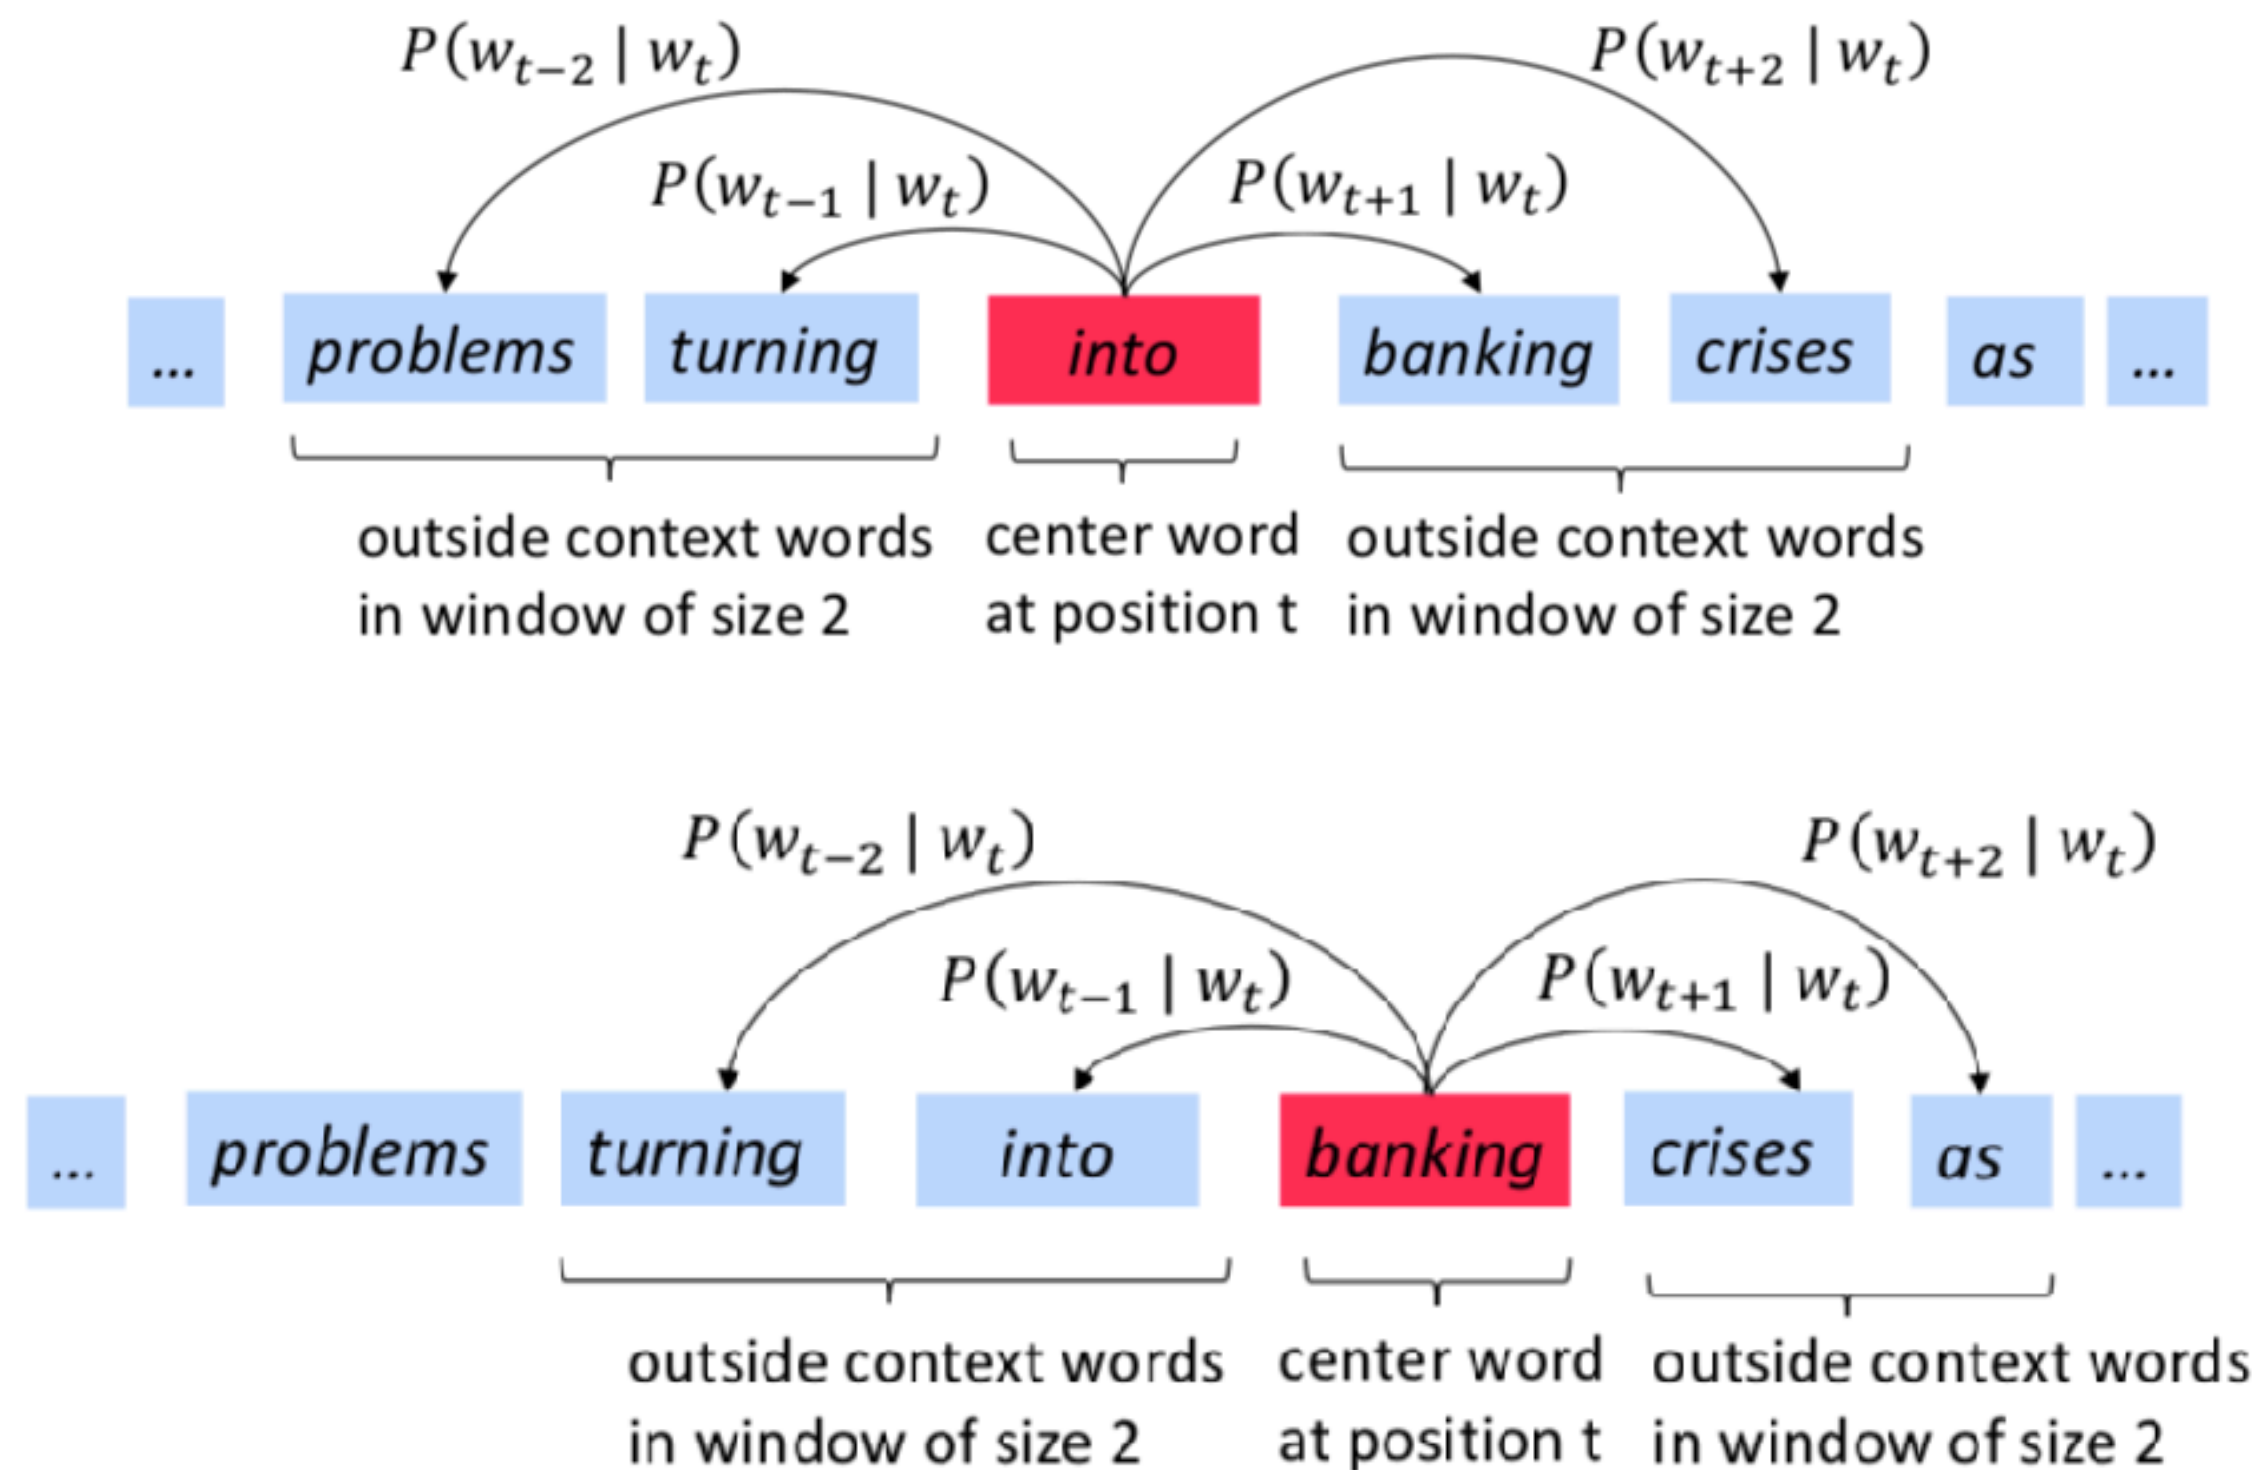 P(w_{t−2} | w_t) P(w_{t+2} | w_t)
P(w_{t−1} | w_t) P(w_{t+1} | w_t)
... problems turning into banking crises as ...
outside context words center word outside context words
in window of size 2 at position t in window of size 2
P(w_{t−2} | w_t) P(w_{t+2} | w_t)
P(w_{t−1} | w_t) P(w_{t+1} | w_t)
... problems turning into banking crises as ...
outside context words center word outside context words
in window of size 2 at position t in window of size 2